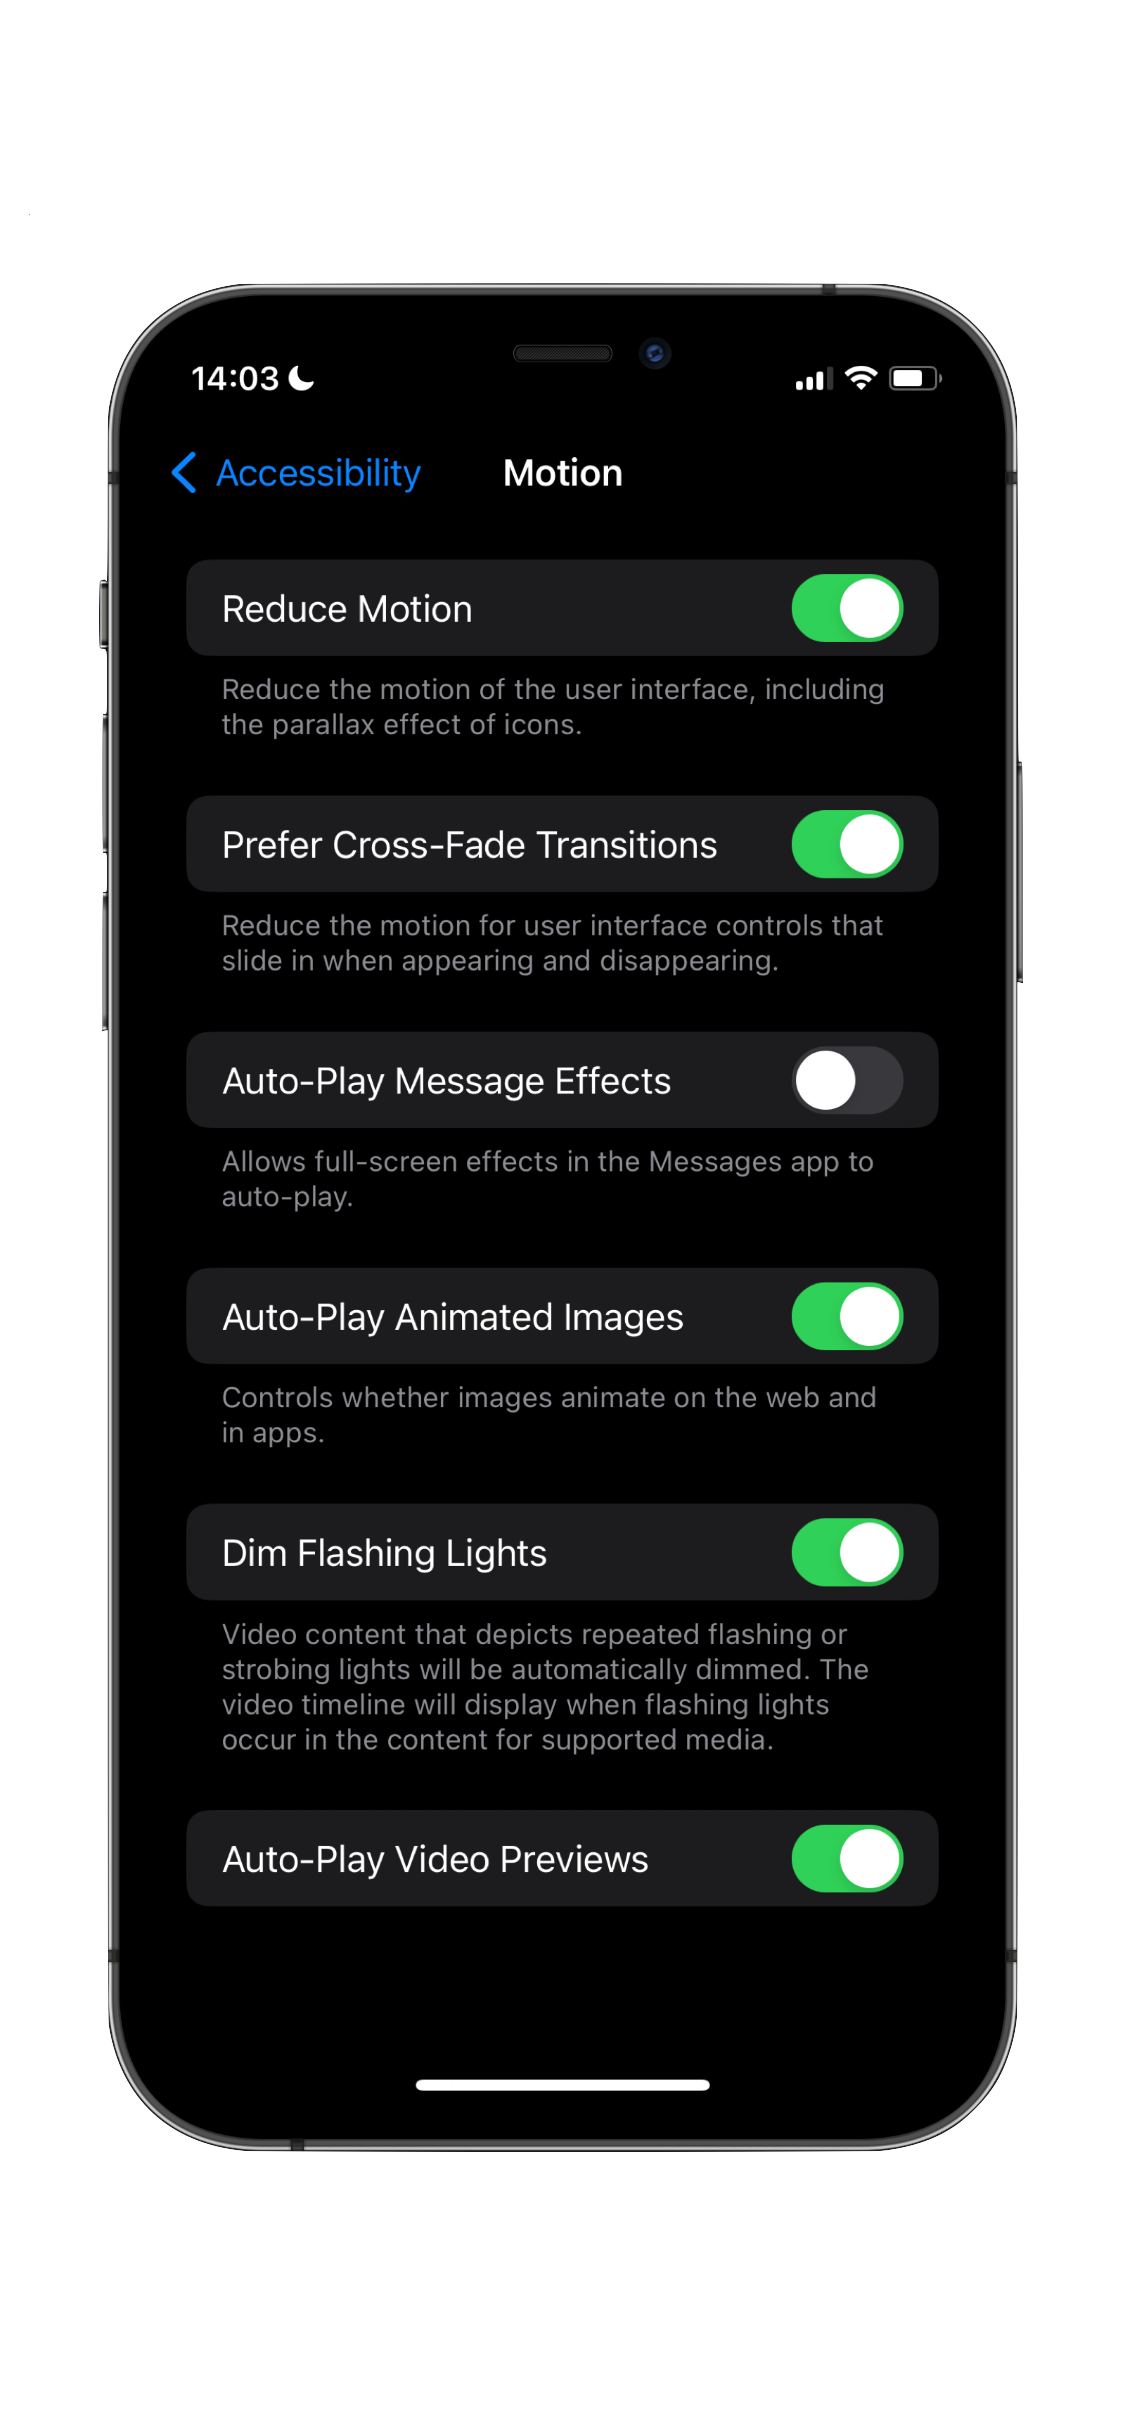 14:03
Accessibility
Motion
Reduce Motion
Reduce the motion of the user interface, including
the parallax effect of icons.
Prefer Cross-Fade Transitions
Reduce the motion for user interface controls that
slide in when appearing and disappearing.
Auto-Play Message Effects
Allows full-screen effects in the Messages app to
auto-play.
Auto-Play Animated Images
Controls whether images animate on the web and
in apps.
Dim Flashing Lights
Video content that depicts repeated flashing or
strobing lights will be automatically dimmed. The
video timeline will display when flashing lights
occur in the content for supported media.
Auto-Play Video Previews